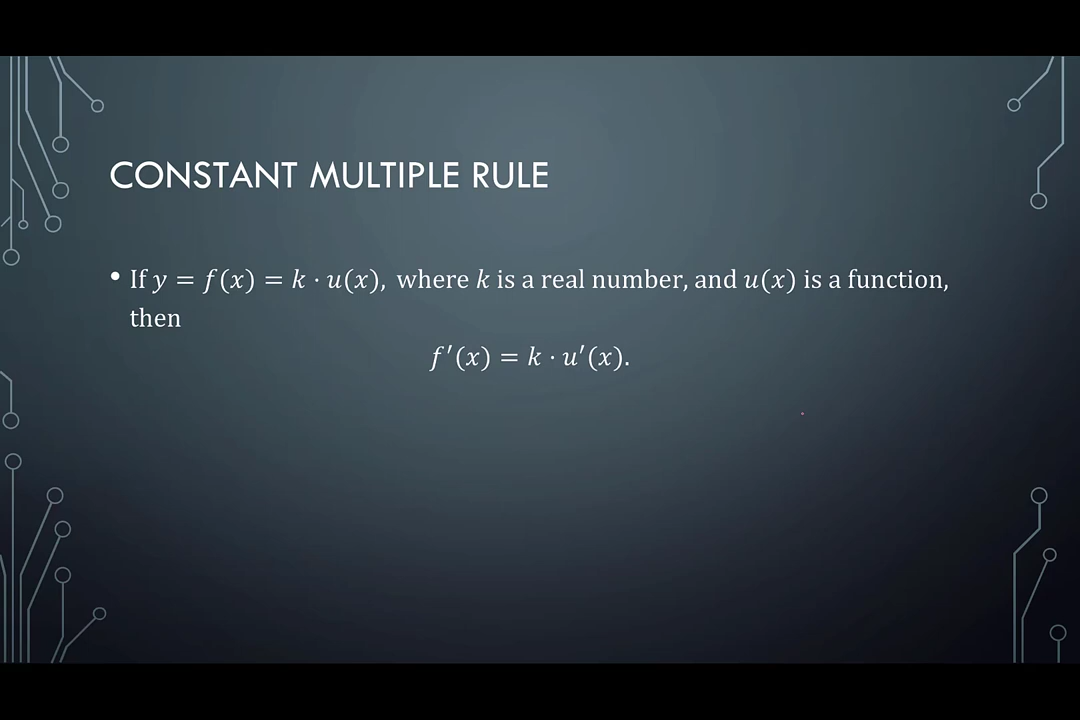 CONSTANT MULTIPLE RULE
• If y = f(x) = k · u(x), where k is a real number, and u(x) is a function,
then
f′(x) = k · u′(x).